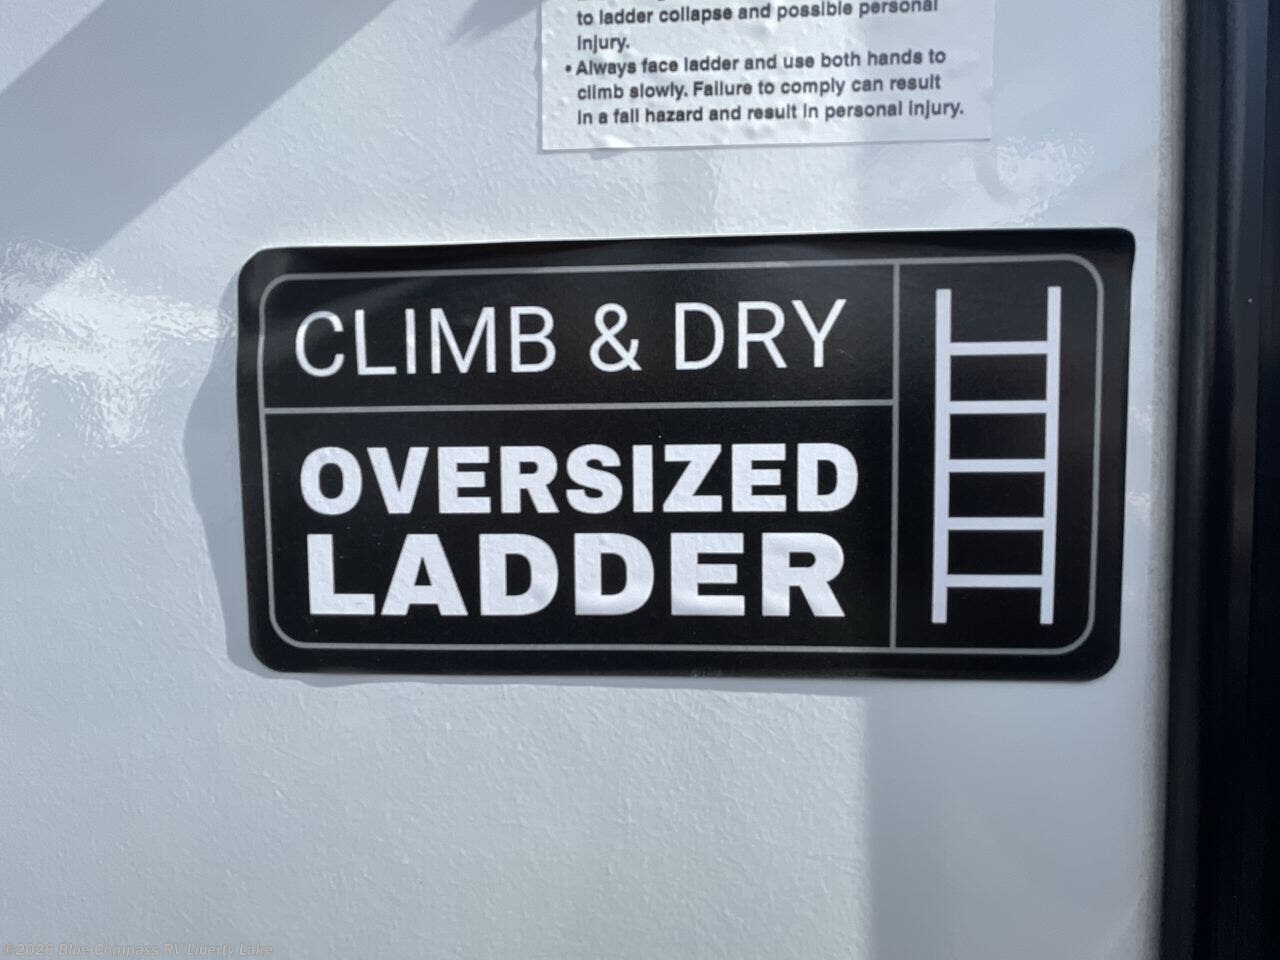 to ladder collapse and possible personal
injury.
• Always face ladder and use both hands to
climb slowly. Failure to comply can result
in a fall hazard and result in personal injury.
CLIMB & DRY
OVERSIZED
LADDER
©2026 Blue Compass RV Liberty Lake